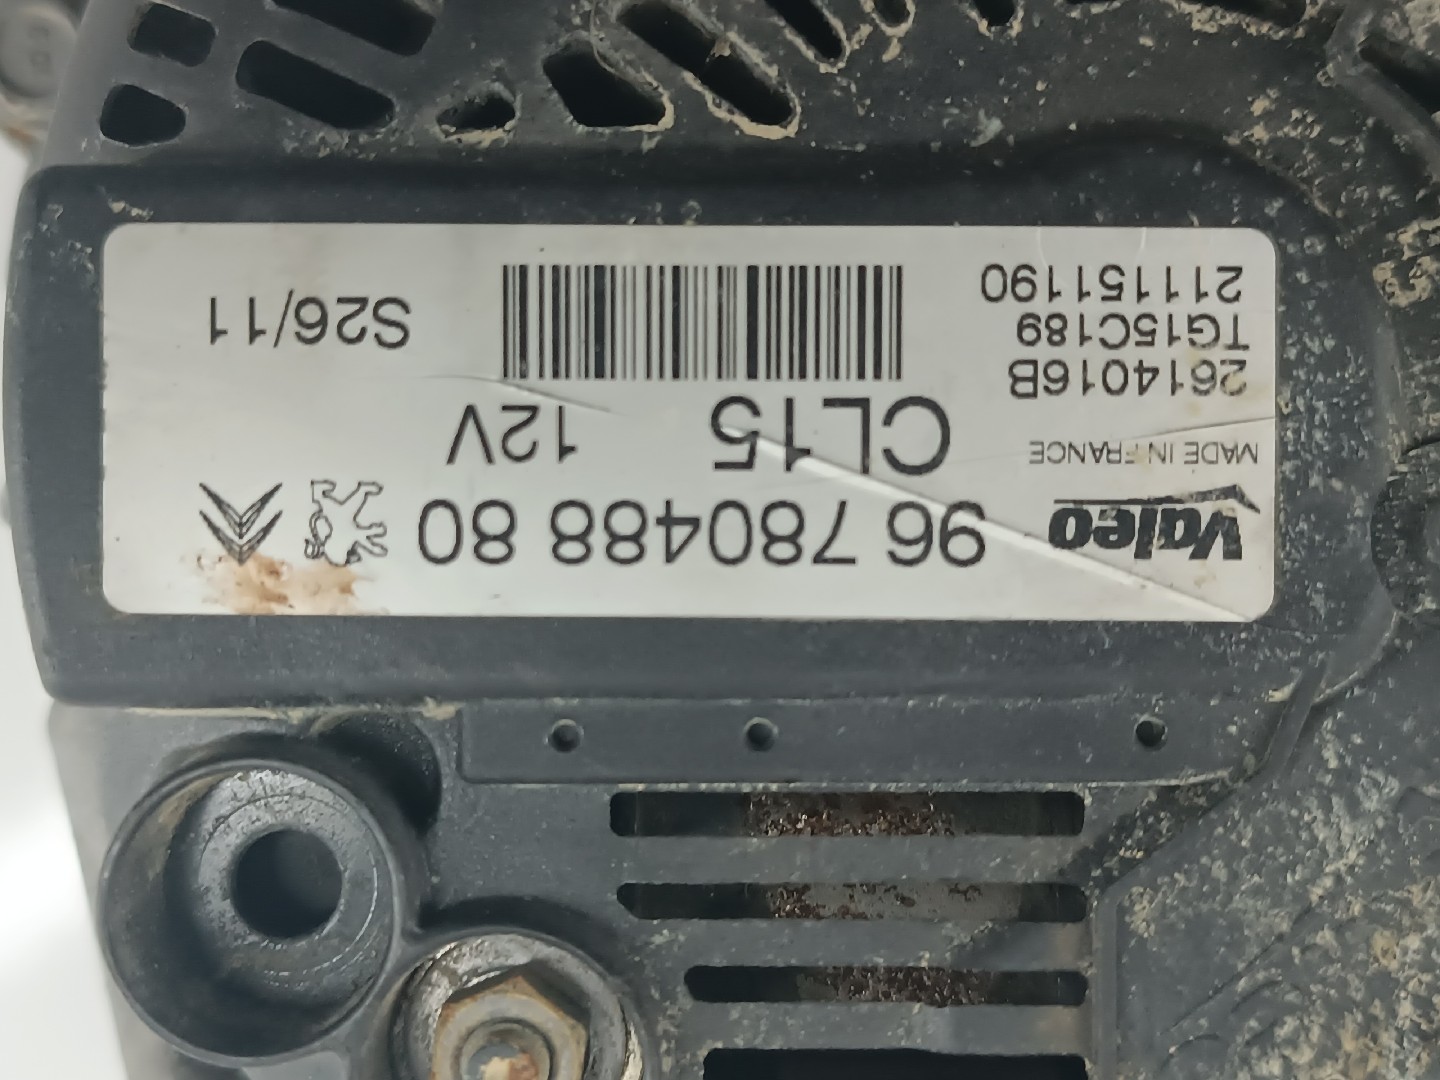 Valeo
96 780488 80
MADE IN FRANCE
CL15 12V
2614016B
TG15C189
211151190
S26/11